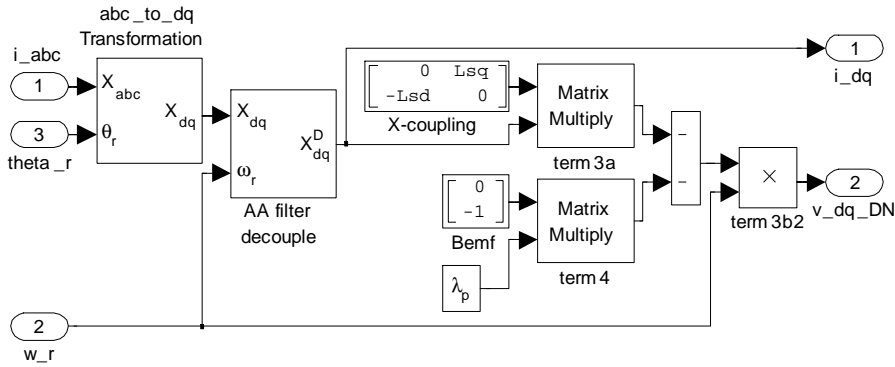 abc_to_dq
Transformation
i_abc
1
X_abc
X_dq
3
θ_r
theta_r
X_dq
X_dq^D
ω_r
AA filter
decouple
0 Lsq
-Lsd 0
X-coupling
Matrix
Multiply
term 3a
1
i_dq
0
-1
Bemf
Matrix
Multiply
term 4
λ_p
-
-
×
term 3b2
2
v_dq_DN
2
w_r